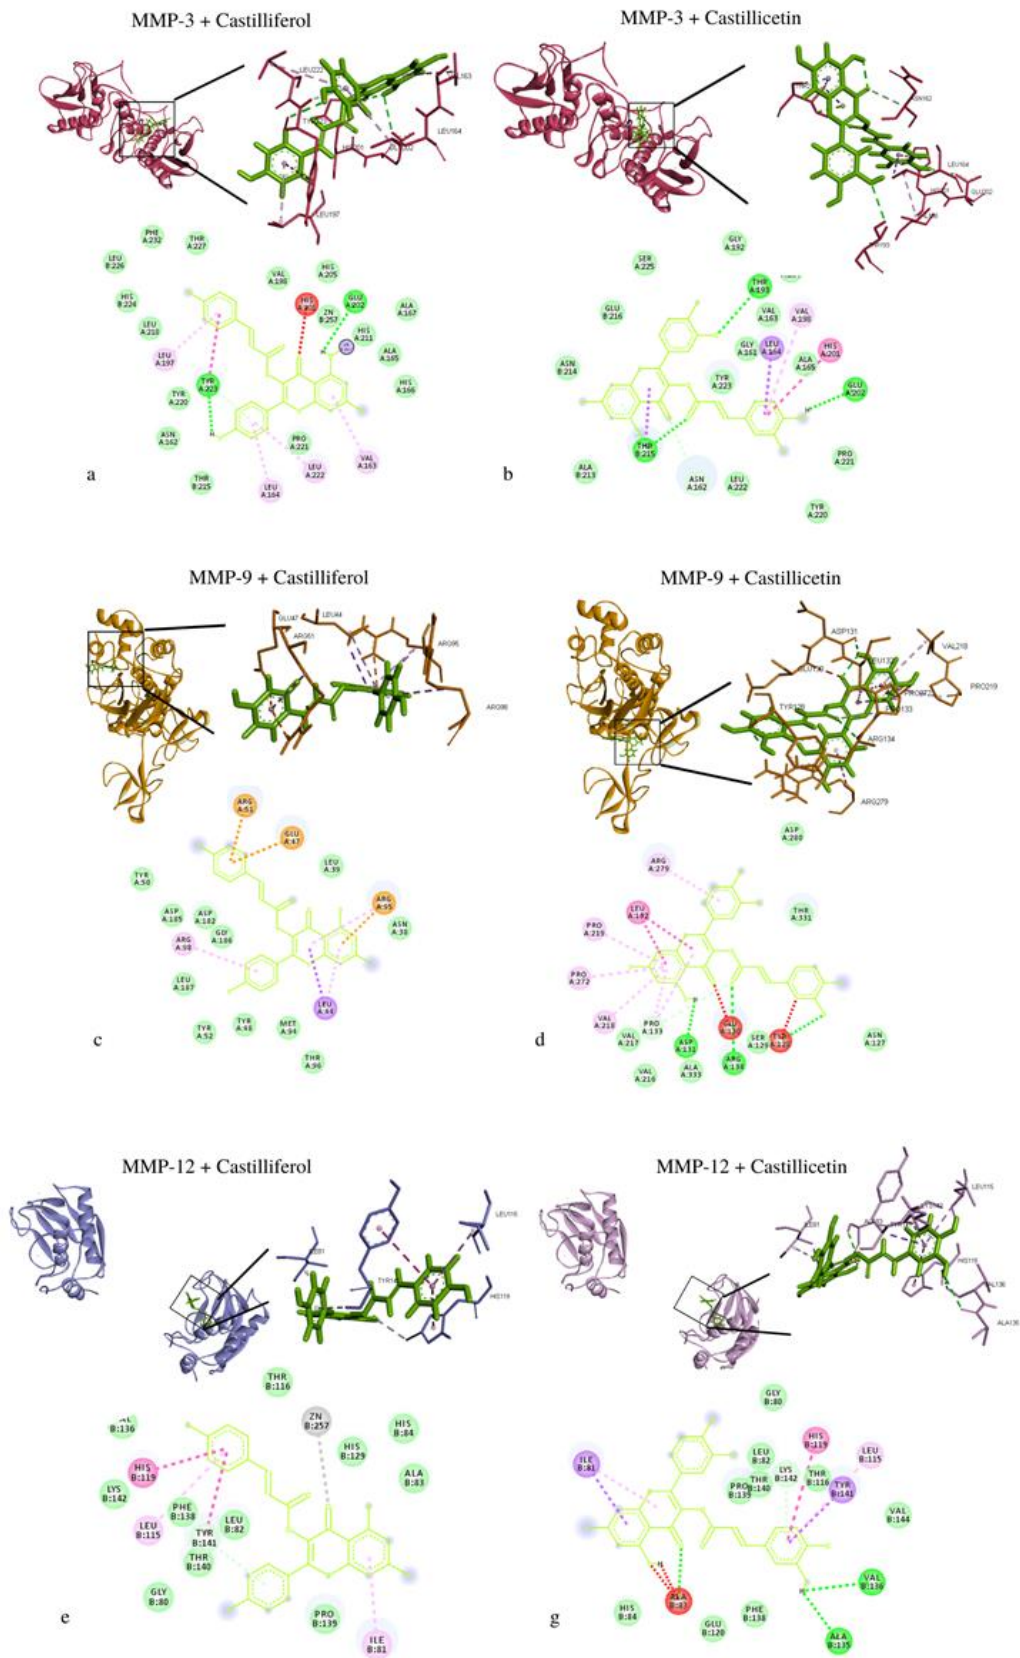 MMP-3 + Castilliferol
MMP-3 + Castillicetin
LEU222
LEU164
LEU197
LEU164
PHE A:232
THR A:227
LEU B:226
HIS B:224
LEU A:218
LEU A:197
TYR A:223
TYR A:220
ASN A:162
THR B:215
VAL A:198
HIS A:205
GLU A:202
ZN B:257
HIS A:211
ALA A:167
ALA A:165
HIS A:166
PRO A:221
LEU A:222
LEU A:164
VAL A:163
a
GLY A:192
SER A:225
THR A:193
GLU B:216
VAL A:163
VAL A:198
GLY A:161
LEU A:164
HIS A:201
ALA A:165
ASN B:214
TYR A:223
GLU A:202
THR B:215
PRO A:221
ALA B:213
ASN A:162
LEU A:222
TYR A:220
b
MMP-9 + Castilliferol
MMP-9 + Castillicetin
GLU47
LEU44
ARG51
ARG95
ARG98
ASP131
VAL218
PRO219
ARG134
ARG279
ARG A:51
GLU A:47
LEU A:39
TYR A:50
ARG A:95
ASP A:185
ASP A:182
ASN A:38
GLY A:186
ARG A:98
LEU A:187
LEU A:44
TYR A:52
TYR A:48
MET A:94
THR A:96
c
ASP A:280
ARG A:279
THR A:331
PRO A:219
PRO A:272
VAL A:218
VAL A:217
PRO A:133
ASP A:131
SER A:129
ASN A:127
VAL A:216
ALA A:333
ARG A:134
d
MMP-12 + Castilliferol
MMP-12 + Castillicetin
LEU115
HIS119
LEU115
HIS119
ALA135
THR B:116
ZN B:257
HIS B:84
HIS B:129
ALA B:83
HIS B:119
LYS B:142
PHE B:138
LEU B:82
LEU B:115
TYR B:141
THR B:140
GLY B:80
PRO B:139
ILE B:81
e
GLY B:80
HIS B:119
LEU B:115
ILE B:81
LEU B:82
LYS B:142
THR B:116
TYR B:141
PRO B:139
THR B:140
VAL B:144
VAL B:136
ALA B:83
HIS B:84
GLU B:120
PHE B:138
ALA B:135
g